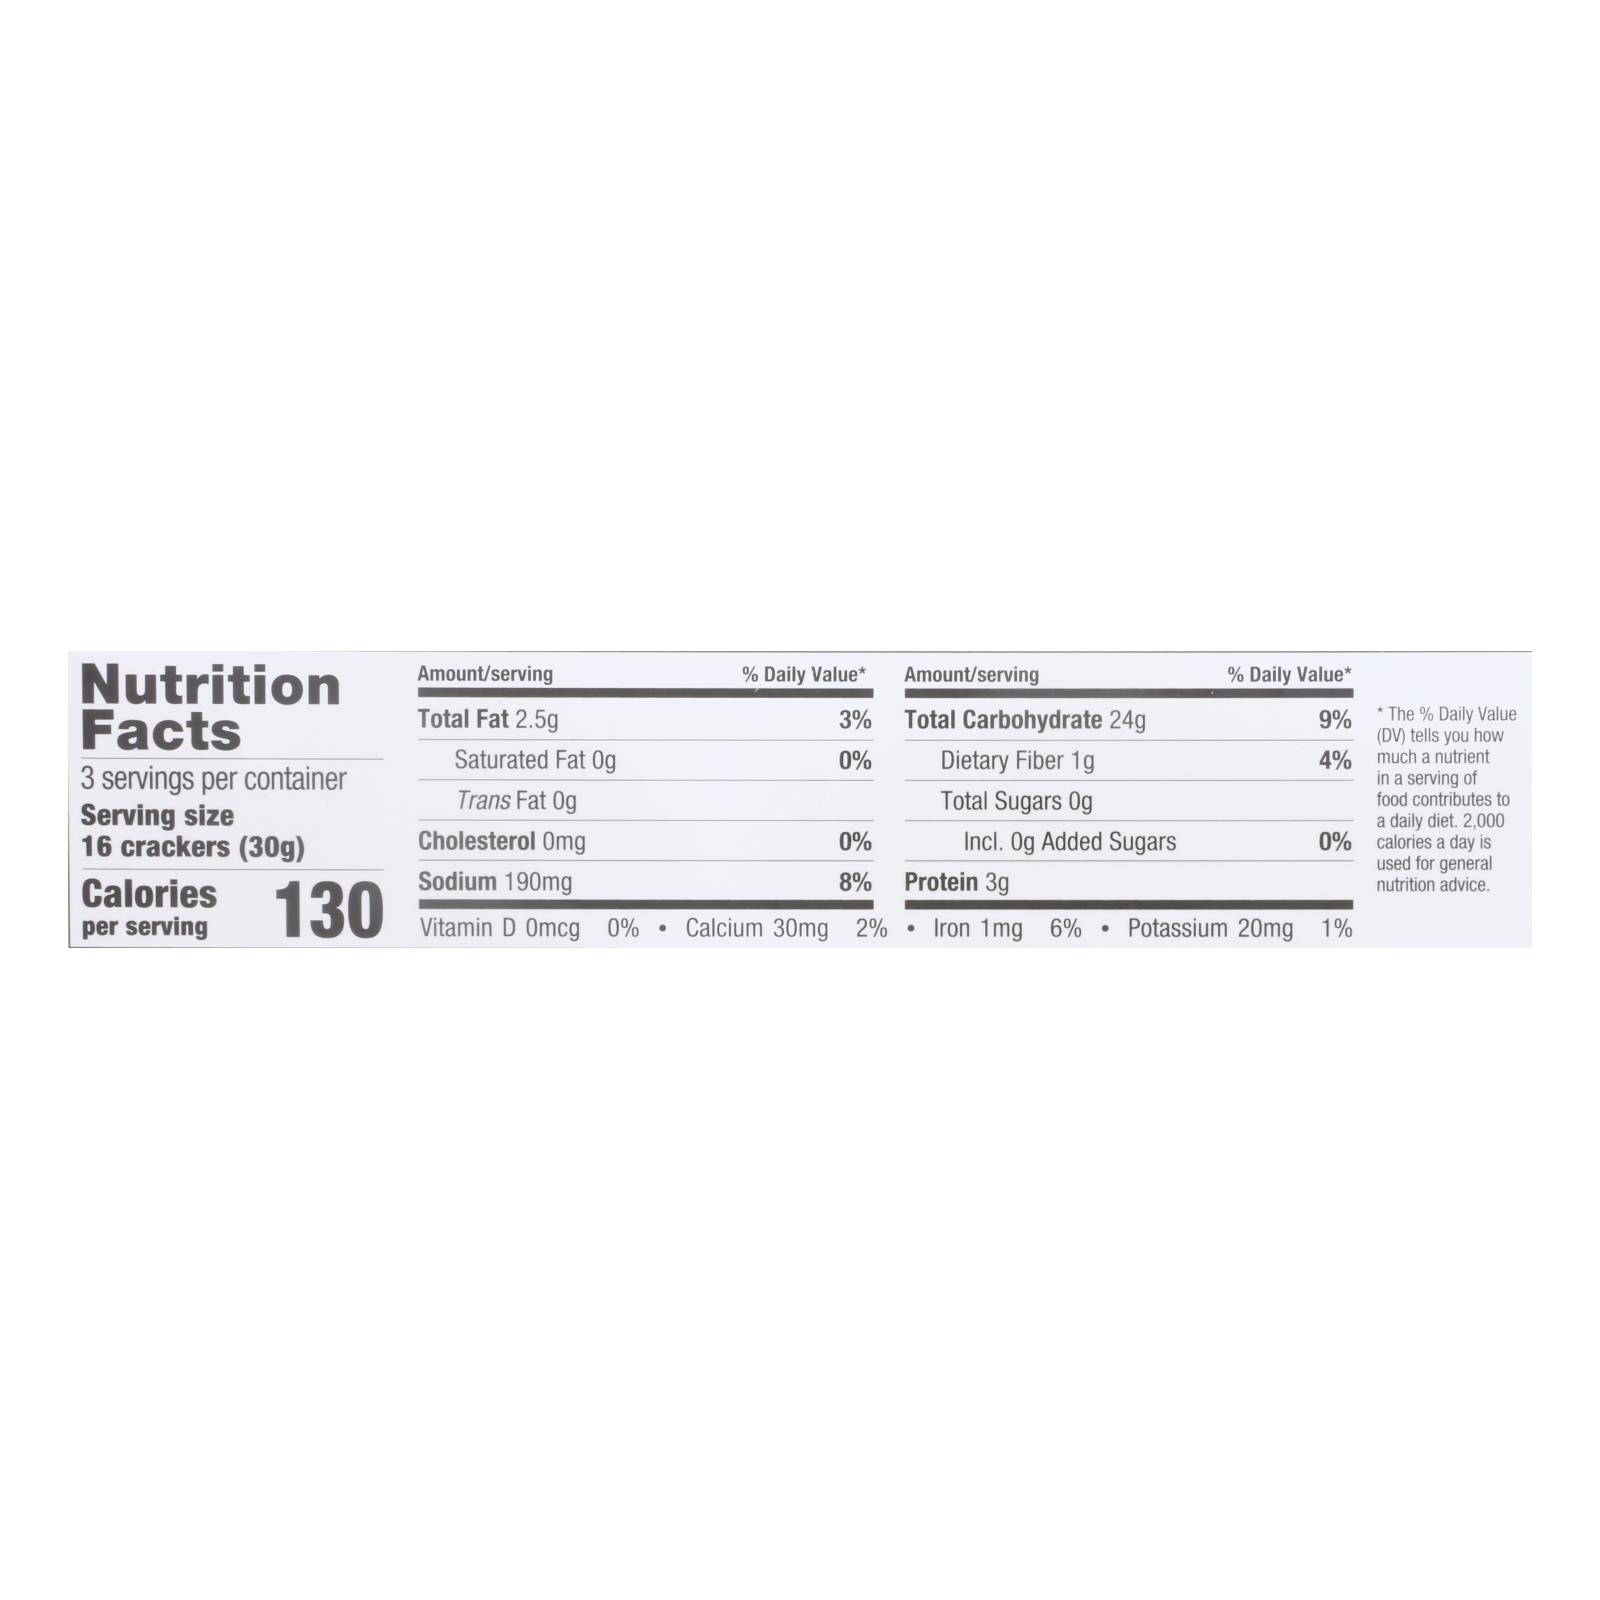 Nutrition
Facts
3 servings per container
Serving size
16 crackers (30g)
Calories
per serving
130
Amount/serving % Daily Value*
Total Fat 2.5g 3%
Saturated Fat 0g 0%
Trans Fat 0g
Cholesterol 0mg 0%
Sodium 190mg 8%
Amount/serving % Daily Value*
Total Carbohydrate 24g 9%
Dietary Fiber 1g 4%
Total Sugars 0g
Incl. 0g Added Sugars 0%
Protein 3g
Vitamin D 0mcg 0% • Calcium 30mg 2% • Iron 1mg 6% • Potassium 20mg 1%
* The % Daily Value
(DV) tells you how
much a nutrient
in a serving of
food contributes to
a daily diet. 2,000
calories a day is
used for general
nutrition advice.